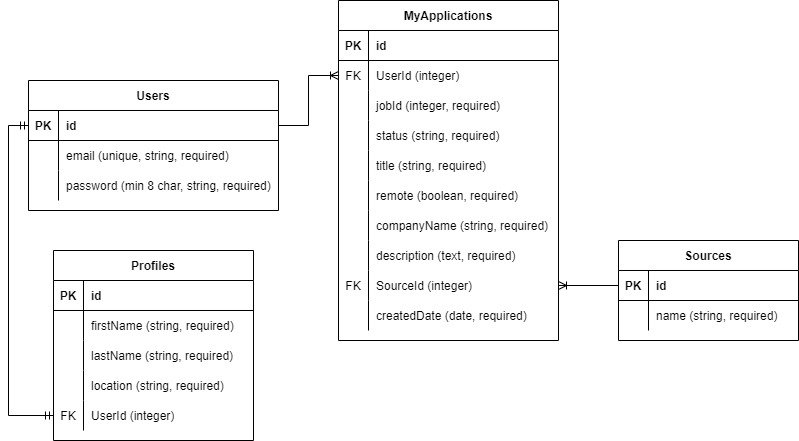 MyApplications
PK id
FK UserId (integer)
jobId (integer, required)
status (string, required)
title (string, required)
remote (boolean, required)
companyName (string, required)
description (text, required)
FK SourceId (integer)
createdDate (date, required)
Users
PK id
email (unique, string, required)
password (min 8 char, string, required)
Profiles
PK id
firstName (string, required)
lastName (string, required)
location (string, required)
FK UserId (integer)
Sources
PK id
name (string, required)